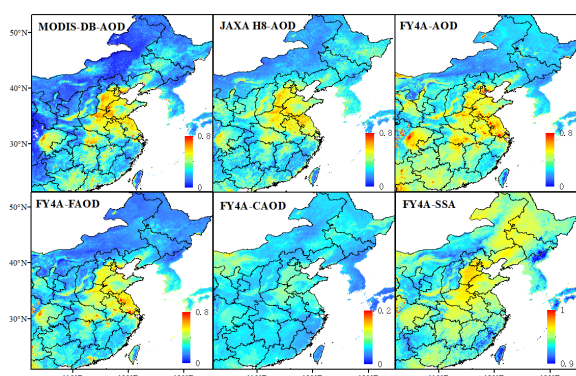 MODIS-DB-AOD JAXA H8-AOD FY4A-AOD
50°N
40°N
30°N
0.8 0.8 0.8
0 0 0
FY4A-FAOD FY4A-CAOD FY4A-SSA
50°N
40°N
30°N
0.8 0.2 1
0 0 0.9